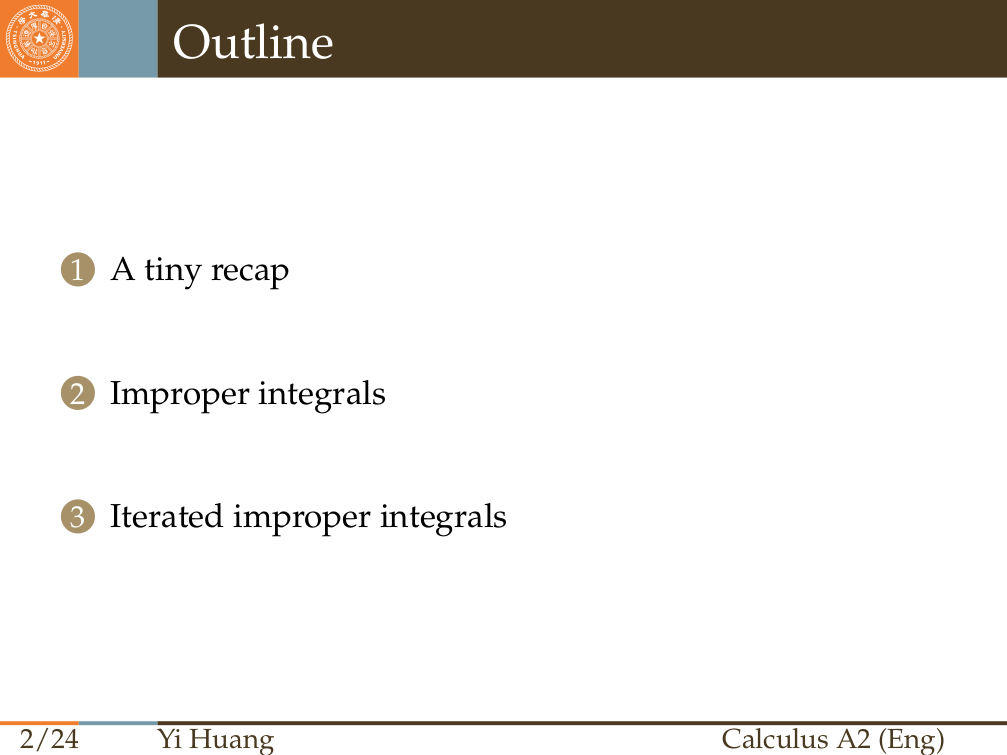 Outline
1 A tiny recap
2 Improper integrals
3 Iterated improper integrals
2/24 Yi Huang Calculus A2 (Eng)